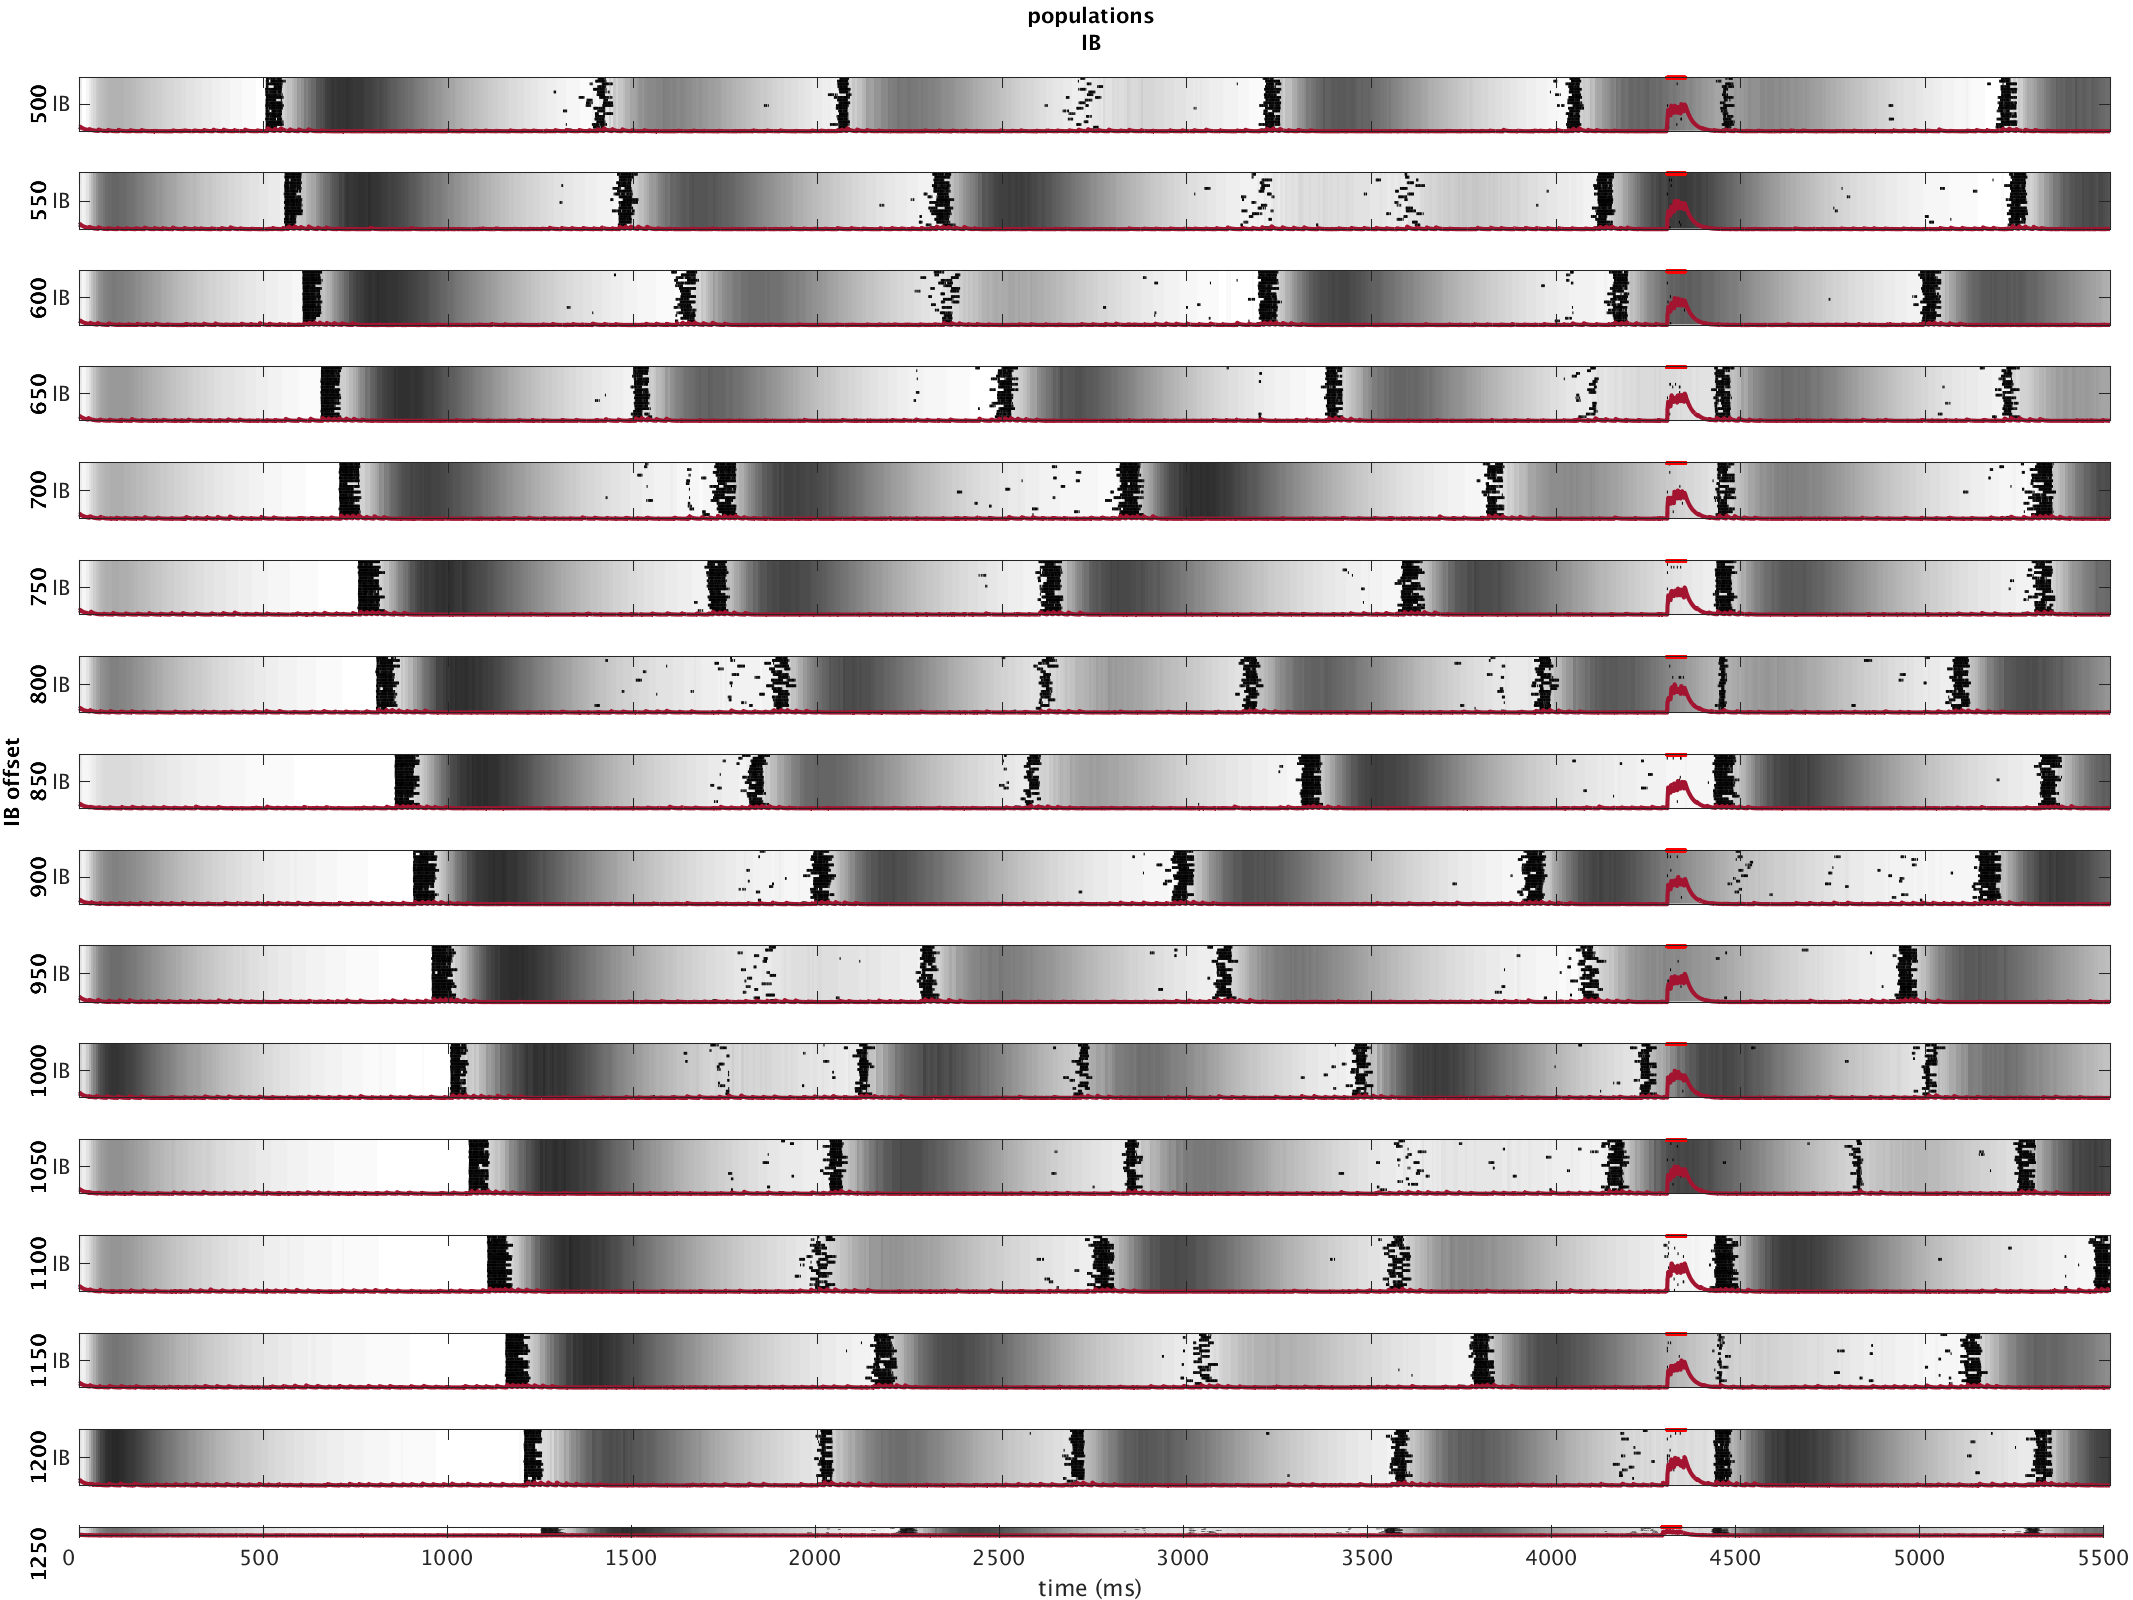 populations
IB
500 IB
550 IB
600 IB
650 IB
700 IB
750 IB
800 IB
850 IB
900 IB
950 IB
1000 IB
1050 IB
1100 IB
1150 IB
1200 IB
1250
IB offset
0 500 1000 1500 2000 2500 3000 3500 4000 4500 5000 5500
time (ms)